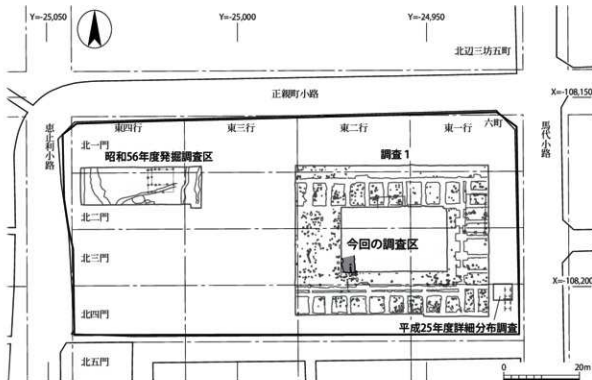 Y=-25,050
Y=-25,000
Y=-24,950
北辺三坊五町
X=-108,150
正親町小路
恵止利小路
馬代小路
東四行
東三行
東二行
東一行
六町
北一門
昭和56年度発掘調査区
調査1
北二門
今回の調査区
北三門
X=-108,200
北四門
平成25年度詳細分布調査
北五門
0
20m